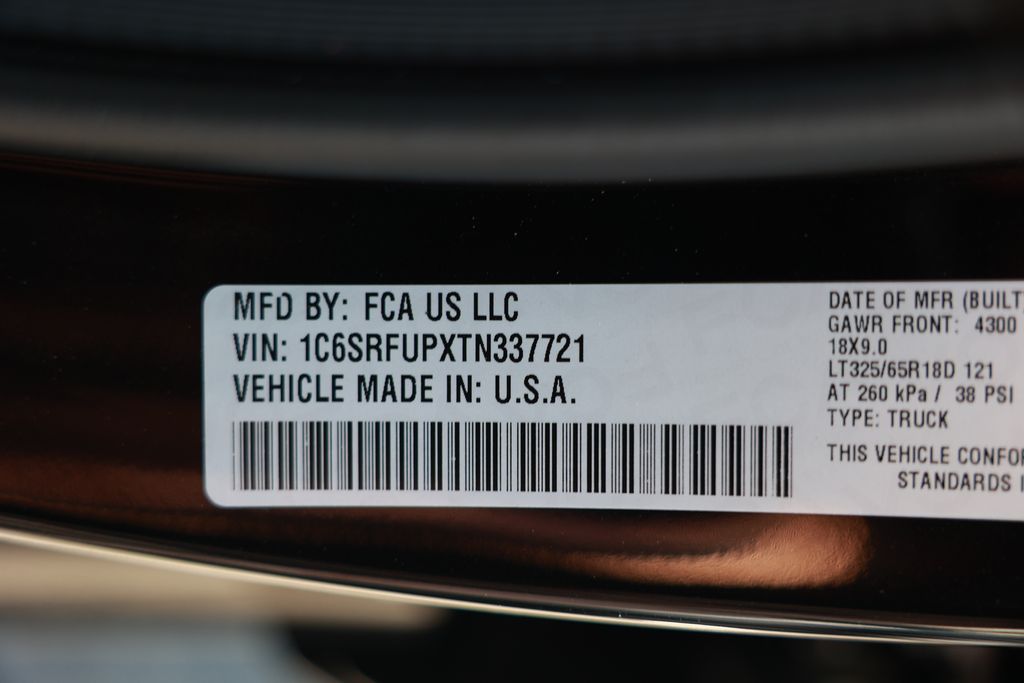 MFD BY: FCA US LLC
VIN: 1C6SRFUPXTN337721
VEHICLE MADE IN: U.S.A.
DATE OF MFR (BUILT
GAWR FRONT: 4300
18X9.0
LT325/65R18D 121
AT 260 kPa / 38 PSI
TYPE: TRUCK
THIS VEHICLE CONFO
STANDARDS